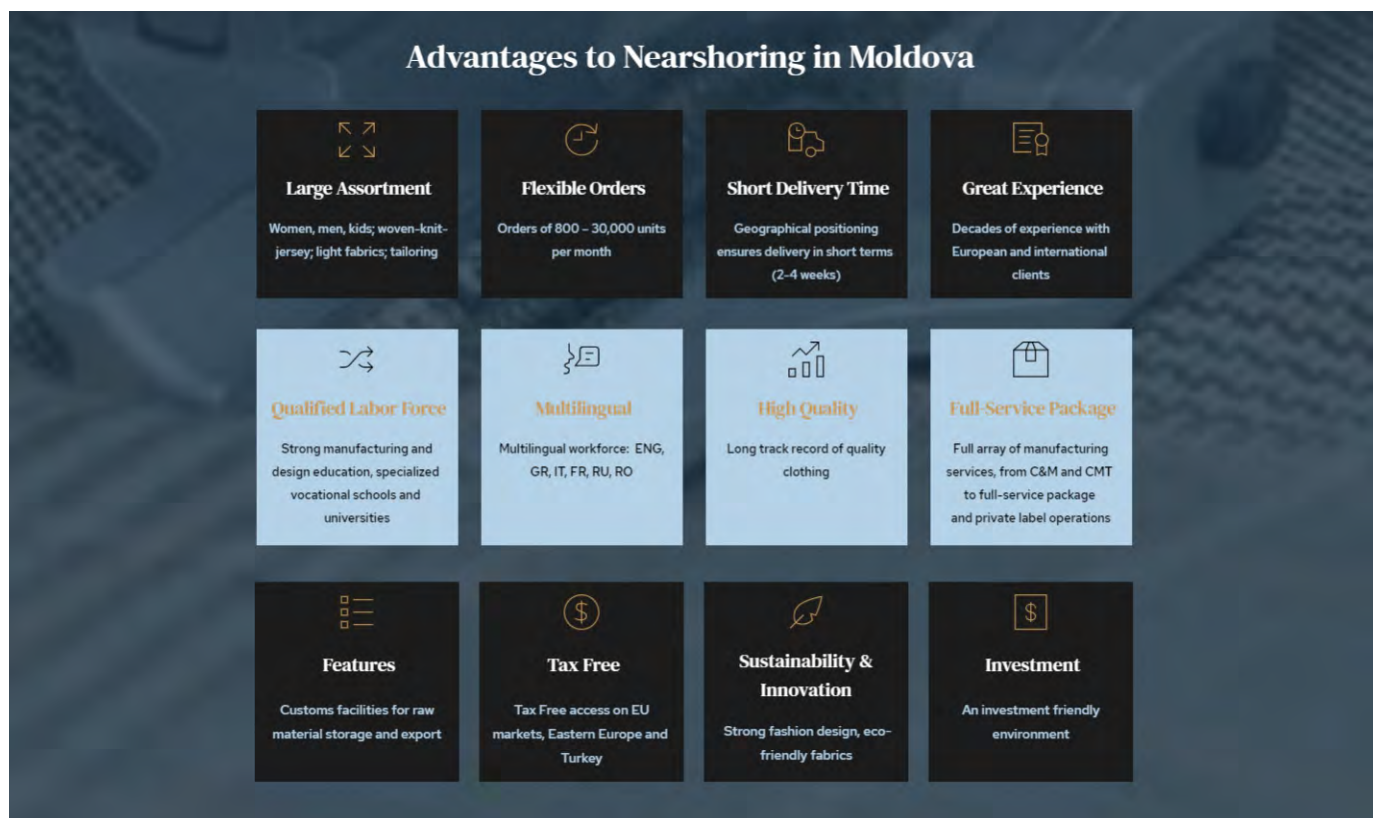 Advantages to Nearshoring in Moldova
Large Assortment
Women, men, kids; woven-knit-
jersey; light fabrics; tailoring
Flexible Orders
Orders of 800 – 30,000 units
per month
Short Delivery Time
Geographical positioning
ensures delivery in short terms
(2-4 weeks)
Great Experience
Decades of experience with
European and international
clients
Qualified Labor Force
Strong manufacturing and
design education, specialized
vocational schools and
universities
Multilingual
Multilingual workforce: ENG,
GR, IT, FR, RU, RO
High Quality
Long track record of quality
clothing
Full-Service Package
Full array of manufacturing
services, from C&M and CMT
to full-service package
and private label operations
Features
Customs facilities for raw
material storage and export
$
Tax Free
Tax Free access on EU
markets, Eastern Europe and
Turkey
Sustainability &
Innovation
Strong fashion design, eco-
friendly fabrics
$
Investment
An investment friendly
environment